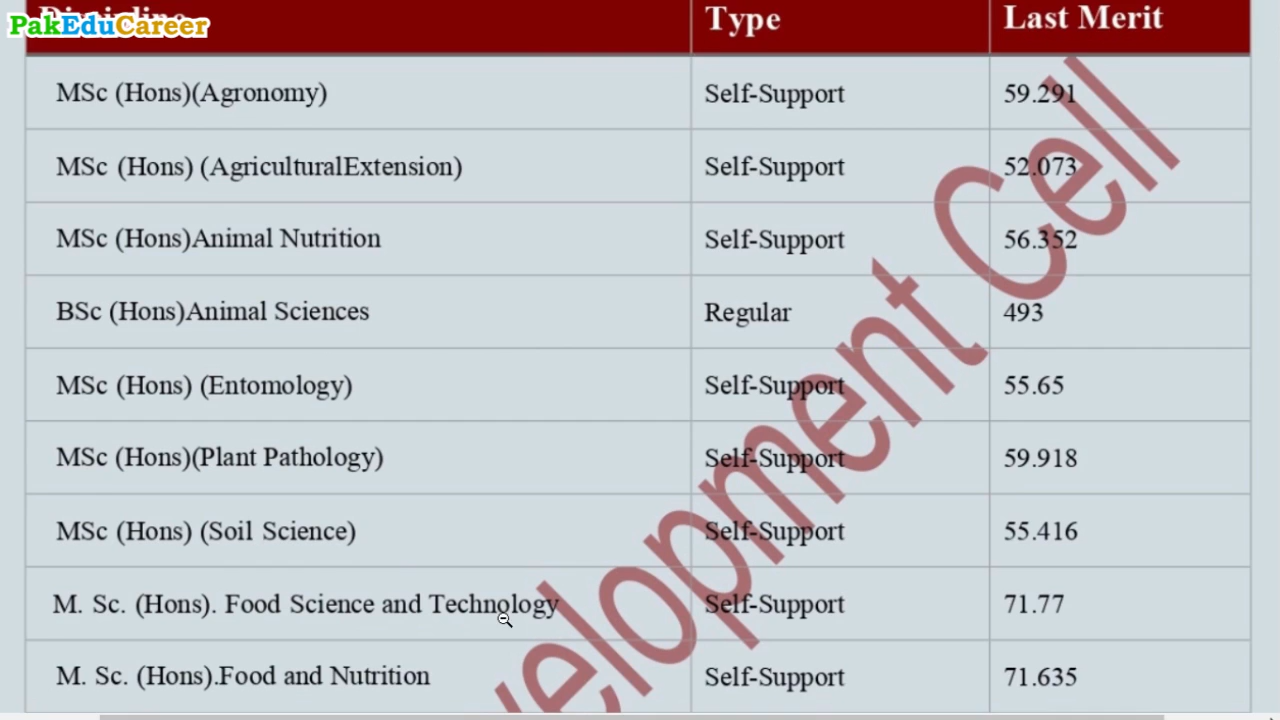 PakEduCareer
Type Last Merit
MSc (Hons)(Agronomy) Self-Support 59.291
MSc (Hons) (AgriculturalExtension) Self-Support 52.073
MSc (Hons)Animal Nutrition Self-Support 56.352
BSc (Hons)Animal Sciences Regular 493
MSc (Hons) (Entomology) Self-Support 55.65
MSc (Hons)(Plant Pathology) Self-Support 59.918
MSc (Hons) (Soil Science) Self-Support 55.416
M. Sc. (Hons). Food Science and Technology Self-Support 71.77
M. Sc. (Hons).Food and Nutrition Self-Support 71.635
velopment Cell